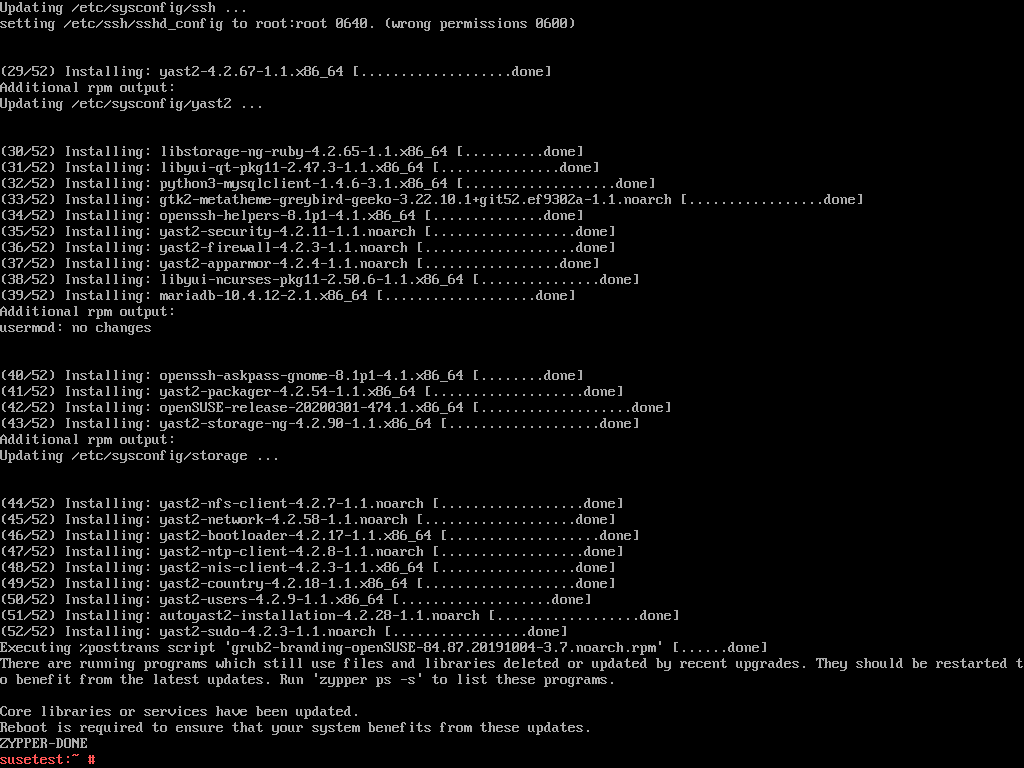 Updating /etc/sysconfig/ssh ...
setting /etc/ssh/sshd_config to root:root 0640. (wrong permissions 0600)
(29/52) Installing: yast2-4.2.67-1.1.x86_64 [...................done]
Additional rpm output:
Updating /etc/sysconfig/yast2 ...
(30/52) Installing: libstorage-ng-ruby-4.2.65-1.1.x86_64 [..........done]
(31/52) Installing: libyui-qt-pkg11-2.47.3-1.1.x86_64 [...............done]
(32/52) Installing: python3-mysqlclient-1.4.6-3.1.x86_64 [...................done]
(33/52) Installing: gtk2-metatheme-greybird-geeko-3.22.10.1+git52.ef9302a-1.1.noarch [.................done]
(34/52) Installing: openssh-helpers-8.1p1-4.1.x86_64 [..............done]
(35/52) Installing: yast2-security-4.2.11-1.1.noarch [..................done]
(36/52) Installing: yast2-firewall-4.2.3-1.1.noarch [...................done]
(37/52) Installing: yast2-apparmor-4.2.4-1.1.noarch [.................done]
(38/52) Installing: libyui-ncurses-pkg11-2.50.6-1.1.x86_64 [...............done]
(39/52) Installing: mariadb-10.4.12-2.1.x86_64 [...................done]
Additional rpm output:
usermod: no changes
(40/52) Installing: openssh-askpass-gnome-8.1p1-4.1.x86_64 [........done]
(41/52) Installing: yast2-packager-4.2.54-1.1.x86_64 [...................done]
(42/52) Installing: openSUSE-release-20200301-474.1.x86_64 [...................done]
(43/52) Installing: yast2-storage-ng-4.2.90-1.1.x86_64 [...................done]
Additional rpm output:
Updating /etc/sysconfig/storage ...
(44/52) Installing: yast2-nfs-client-4.2.7-1.1.noarch [..................done]
(45/52) Installing: yast2-network-4.2.58-1.1.noarch [..................done]
(46/52) Installing: yast2-bootloader-4.2.17-1.1.x86_64 [...................done]
(47/52) Installing: yast2-ntp-client-4.2.8-1.1.noarch [..................done]
(48/52) Installing: yast2-nis-client-4.2.3-1.1.x86_64 [.................done]
(49/52) Installing: yast2-country-4.2.18-1.1.x86_64 [...................done]
(50/52) Installing: yast2-users-4.2.9-1.1.x86_64 [...................done]
(51/52) Installing: autoyast2-installation-4.2.28-1.1.noarch [..................done]
(52/52) Installing: yast2-sudo-4.2.3-1.1.noarch [...................done]
Executing %posttrans script 'grub2-branding-openSUSE-84.87.20191004-3.7.noarch.rpm' [......done]
There are running programs which still use files and libraries deleted or updated by recent upgrades. They should be restarted t
o benefit from the latest updates. Run 'zypper ps -s' to list these programs.
Core libraries or services have been updated.
Reboot is required to ensure that your system benefits from these updates.
ZYPPER-DONE
susetest:~ #